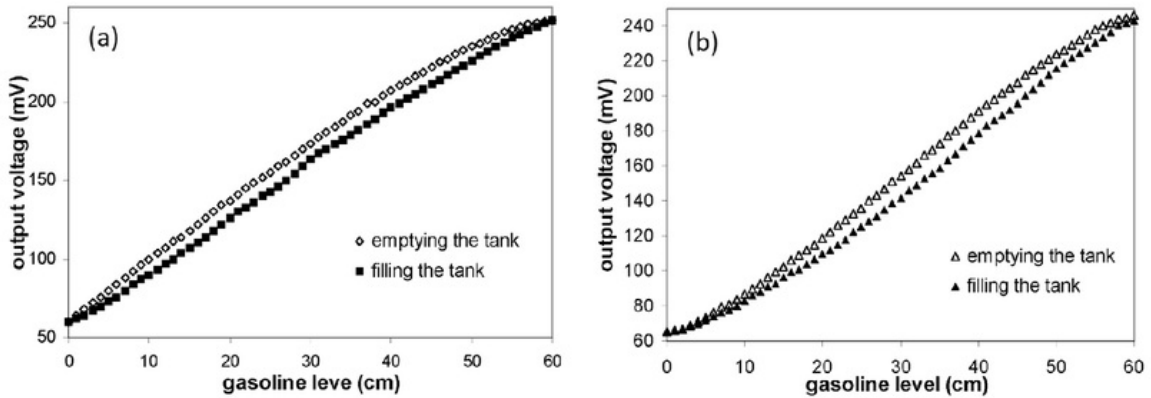 (a)
250
200
150
100
50
output voltage (mV)
emptying the tank
filling the tank
0 10 20 30 40 50 60
gasoline leve (cm)
(b)
240
220
200
180
160
140
120
100
80
60
output voltage (mV)
emptying the tank
filling the tank
0 10 20 30 40 50 60
gasoline level (cm)